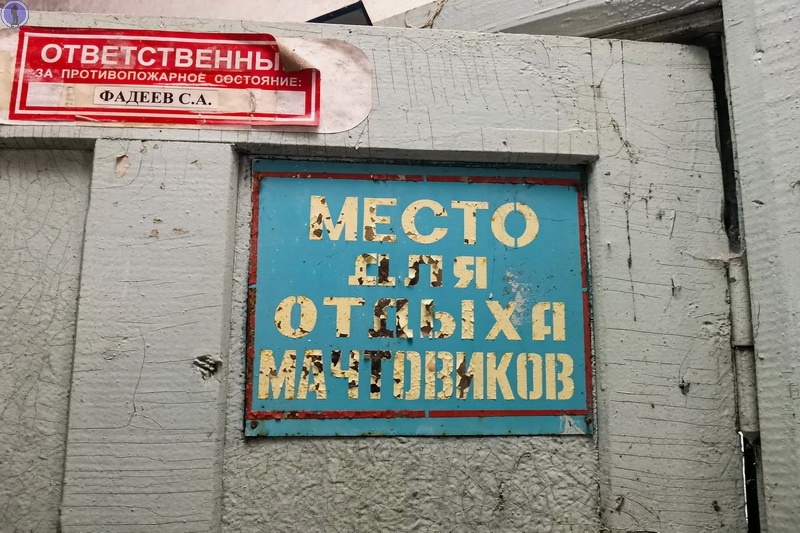 ОТВЕТСТВЕННЫ
ЗА ПРОТИВОПОЖАРНОЕ СОСТОЯНИЕ:
ФАДЕЕВ С.А.
МЕСТО
ДЛЯ
ОТДЫХА
МАЧТОВИКОВ